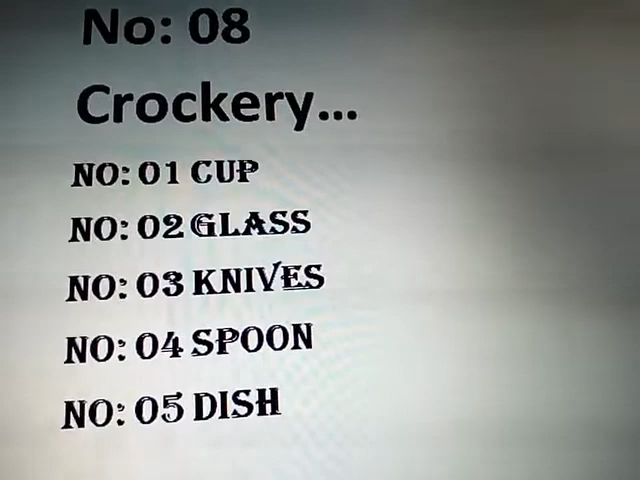 No: 08
Crockery...
NO: 01 CUP
NO: 02 GLASS
NO: 03 KNIVES
NO: 04 SPOON
NO: 05 DISH